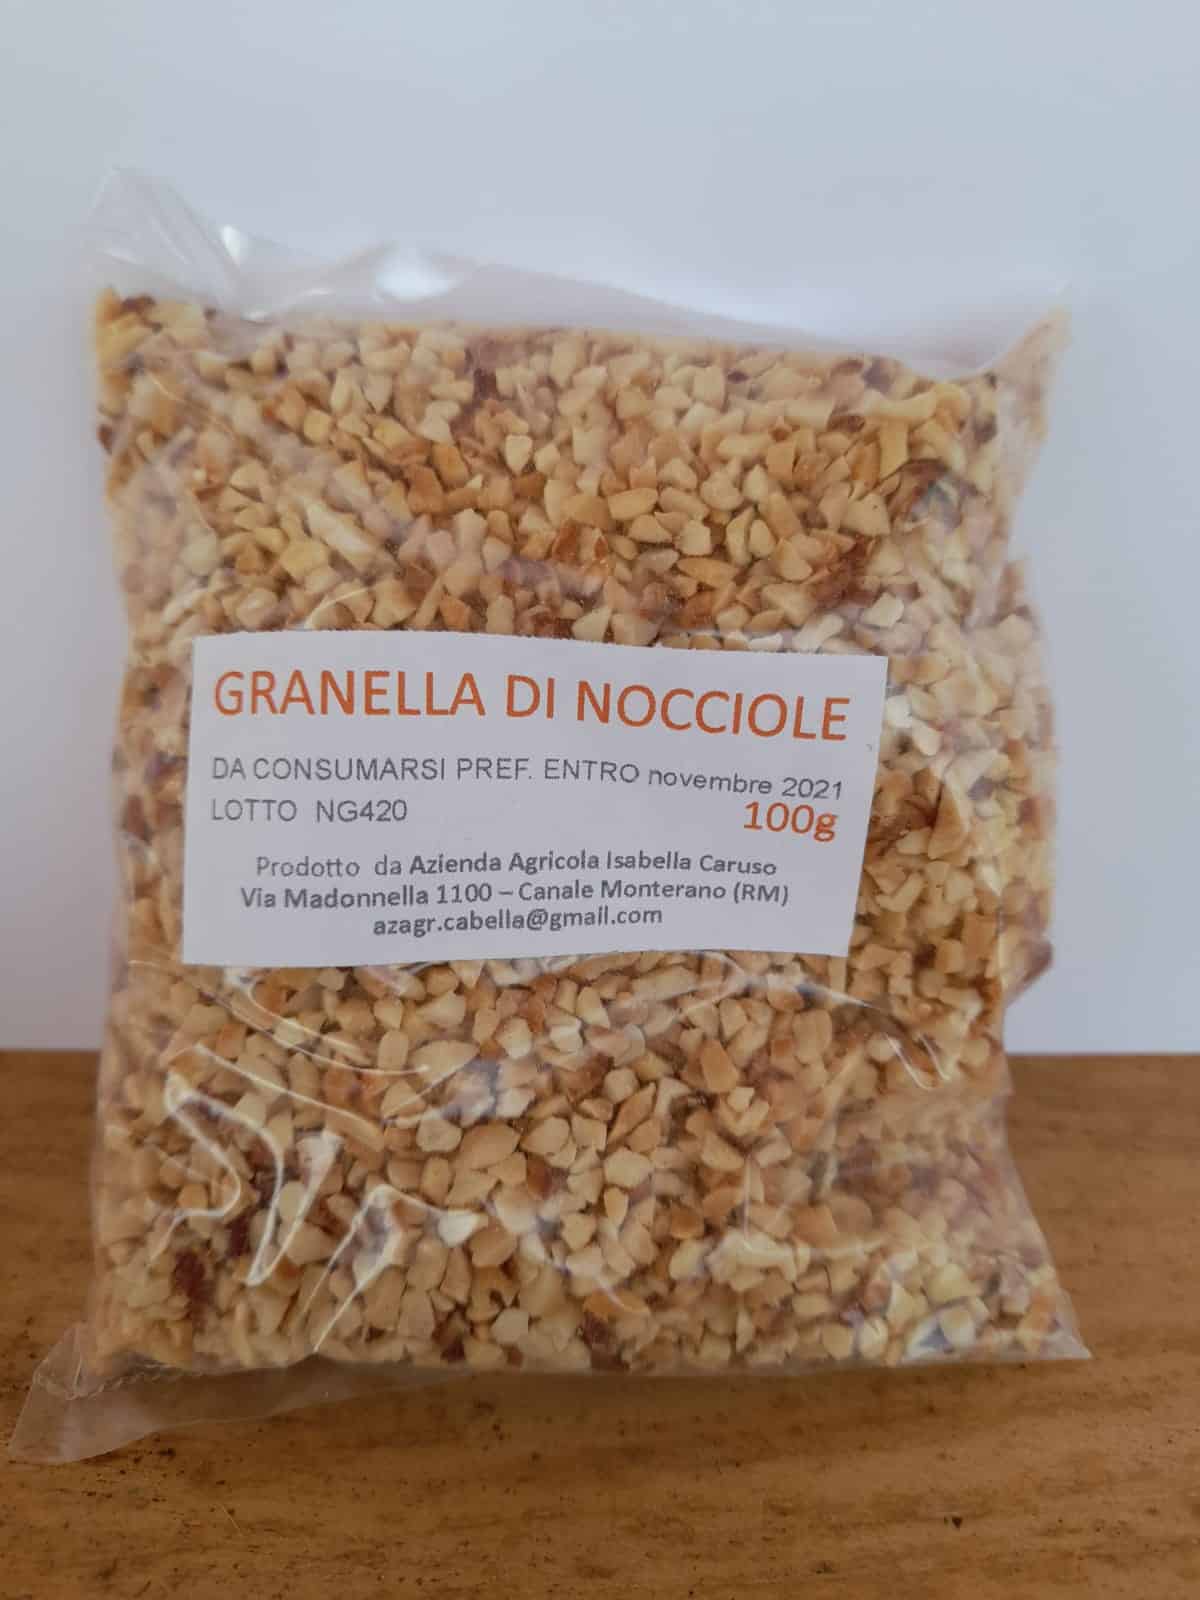 GRANELLA DI NOCCIOLE
DA CONSUMARSI PREF. ENTRO novembre 2021
LOTTO NG420
100g
Prodotto da Azienda Agricola Isabella Caruso
Via Madonnella 1100 – Canale Monterano (RM)
azagr.cabella@gmail.com